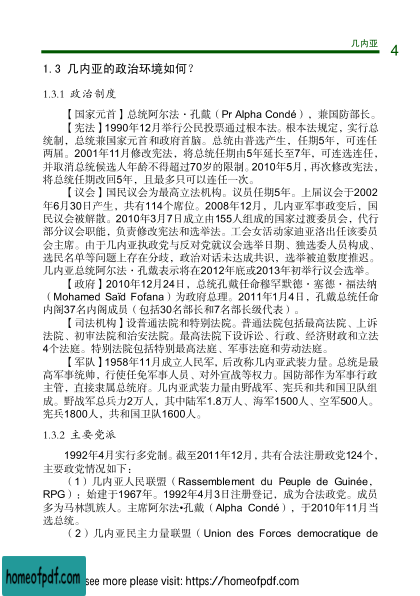 几内亚
4
1.3 几内亚的政治环境如何？
1.3.1 政治制度
【国家元首】总统阿尔法·孔戴（Pr Alpha Condé），兼国防部长。
【宪法】1990年12月举行公民投票通过根本法。根本法规定，实行总
统制，总统兼国家元首和政府首脑。总统由普选产生，任期5年，可连任
两届。2001年11月修改宪法，将总统任期由5年延长至7年，可连选连任，
并取消总统候选人年龄不得超过70岁的限制。2010年5月，再次修改宪法，
将总统任期改回5年，且最多只可以连任一次。
【议会】国民议会为最高立法机构。议员任期5年。上届议会于2002
年6月30日产生，共有114个席位。2008年12月，几内亚军事政变后，国
民议会被解散。2010年3月7日成立由155人组成的国家过渡委员会，代行
部分议会职能，负责修改宪法和选举法。工会女活动家迪亚洛出任该委员
会主席。由于几内亚执政党与反对党就议会选举日期、独选委人员构成、
选民名单等问题上存在分歧，政治对话未达成共识，选举被迫数度推迟。
几内亚总统阿尔法·孔戴表示将在2012年底或2013年初举行议会选举。
【政府】2010年12月24日，总统孔戴任命穆罕默德·塞德·福法纳
（Mohamed Saïd Fofana）为政府总理。2011年1月4日，孔戴总统任命
内阁37名内阁成员（包括30名部长和7名部长级代表）。
【司法机构】设普通法院和特别法院。普通法院包括最高法院、上诉
法院、初审法院和治安法院。最高法院下设诉讼、行政、经济财政和立法
4个法庭。特别法院包括特别最高法庭、军事法庭和劳动法庭。
【军队】1958年11月成立人民军，后改称几内亚武装力量。总统是最
高军事统帅，行使任免军事人员、对外宣战等权力。国防部作为军事行政
主管，直接隶属总统府。几内亚武装力量由野战军、宪兵和共和国卫队组
成。野战军总兵力2万人，其中陆军1.8万人、海军1500人、空军500人。
宪兵1800人，共和国卫队1600人。
1.3.2 主要党派
1992年4月实行多党制。截至2011年12月，共有合法注册政党124个，
主要政党情况如下：
（1）几内亚人民联盟（Rassemblement du Peuple de Guinée，
RPG）：始建于1967年。1992年4月3日注册登记，成为合法政党。成员
多为马林凯族人。主席阿尔法•孔戴（Alpha Condé），于2010年11月当
选总统。
（2）几内亚民主力量联盟（Union des Forces democratique de
homeofpdf.com
see more please visit: https://homeofpdf.com